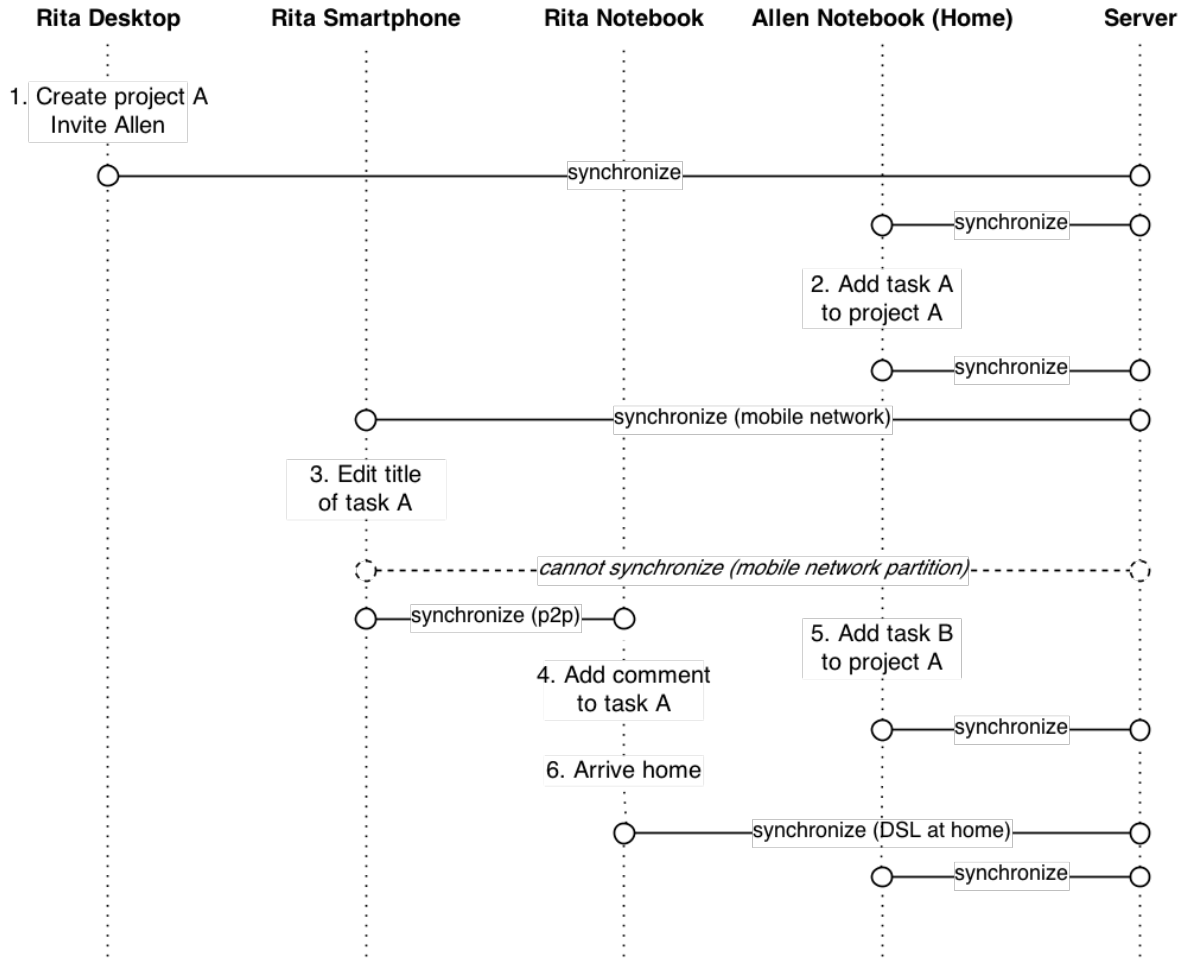 Rita Desktop
Rita Smartphone
Rita Notebook
Allen Notebook (Home)
Server
1. Create project A
Invite Allen
synchronize
synchronize
2. Add task A
to project A
synchronize
synchronize (mobile network)
3. Edit title
of task A
cannot synchronize (mobile network partition)
synchronize (p2p)
5. Add task B
to project A
4. Add comment
to task A
synchronize
6. Arrive home
synchronize (DSL at home)
synchronize